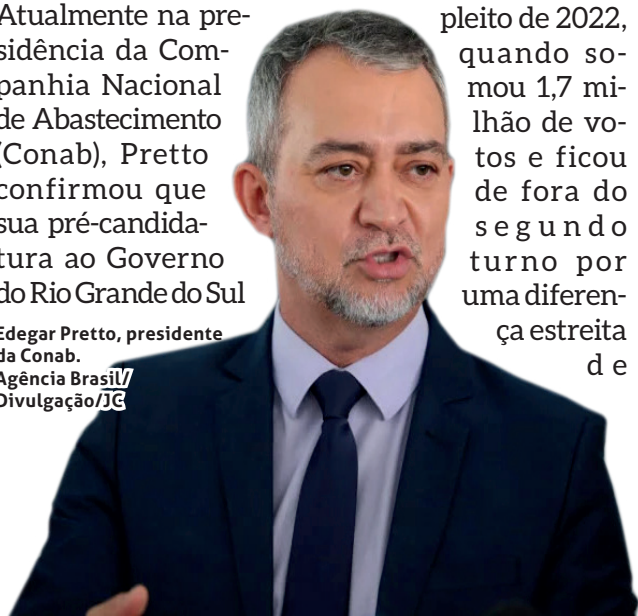 Atualmente na pre-
sidência da Com-
panhia Nacional
de Abastecimento
(Conab), Pretto
confirmou que
sua pré-candida-
tura ao Governo
do Rio Grande do Sul
Edegar Pretto, presidente
da Conab.
Agência Brasil/
Divulgação/JC
pleito de 2022,
quando so-
mou 1,7 mi-
lhão de vo-
tos e ficou
de fora do
segundo
turno por
uma diferen-
ça estreita
de